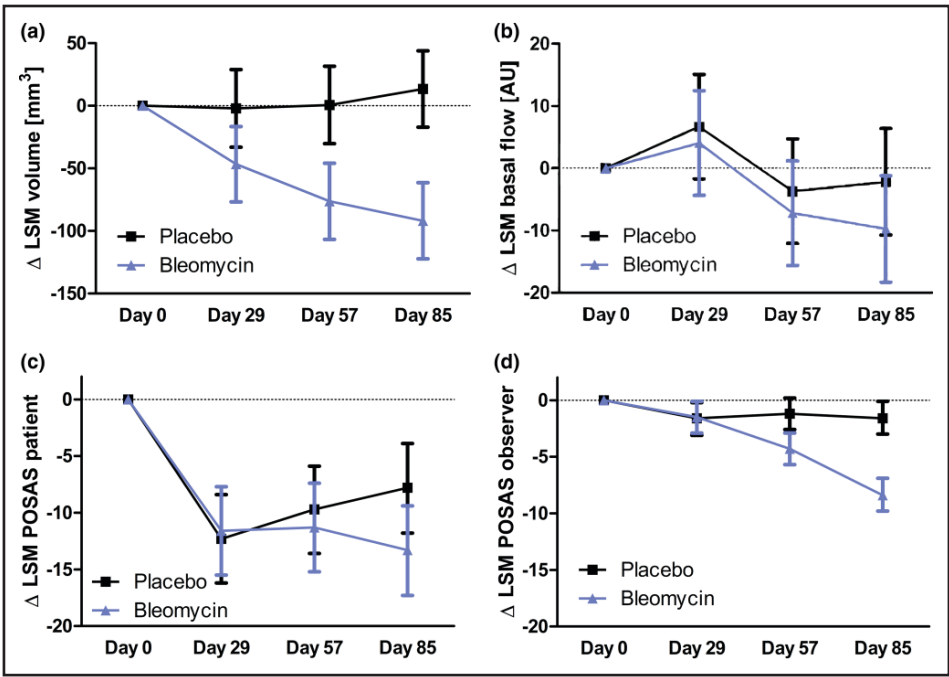 (a)
Δ LSM volume [mm³]
50
0
-50
-100
-150
Placebo
Bleomycin
Day 0 Day 29 Day 57 Day 85
(b)
Δ LSM basal flow [AU]
20
10
0
-10
-20
Placebo
Bleomycin
Day 0 Day 29 Day 57 Day 85
(c)
Δ LSM POSAS patient
0
-5
-10
-15
-20
Placebo
Bleomycin
Day 0 Day 29 Day 57 Day 85
(d)
Δ LSM POSAS observer
0
-5
-10
-15
-20
Placebo
Bleomycin
Day 0 Day 29 Day 57 Day 85